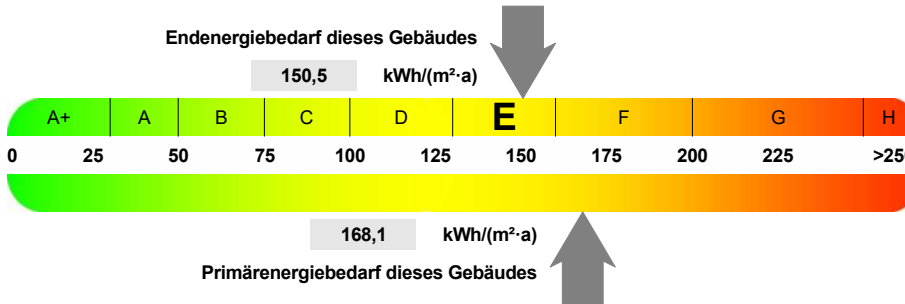 Endenergiebedarf dieses Gebäudes
150,5 kWh/(m²·a)
A+ A B C D E F G H
0 25 50 75 100 125 150 175 200 225 >25
168,1 kWh/(m²·a)
Primärenergiebedarf dieses Gebäudes